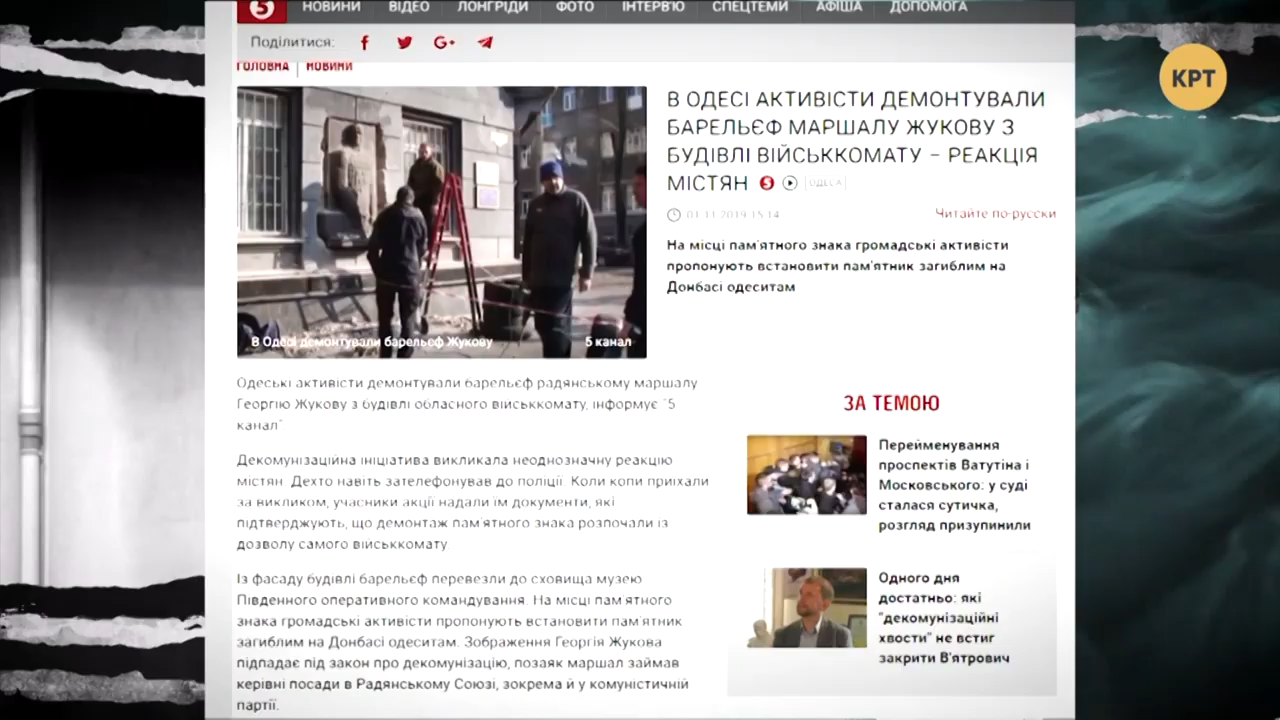 5 НОВИНИ ВІДЕО ЛОНГРІДИ ФОТО ІНТЕРВ'Ю СПЕЦТЕМИ АФІША ДОПОМОГА
Поділитися:
ГОЛОВНА | НОВИНИ
КРТ
В ОДЕСІ АКТИВІСТИ ДЕМОНТУВАЛИ
БАРЕЛЬЄФ МАРШАЛУ ЖУКОВУ З
БУДІВЛІ ВІЙСЬККОМАТУ – РЕАКЦІЯ
МІСТЯН 5 ОДЕСА
01.11.2019 15:14 Читайте по-русски
На місці пам'ятного знака громадські активісти
пропонують встановити пам'ятник загиблим на
Донбасі одеситам
В Одесі демонтували барельєф Жукову 5 канал
Одеські активісти демонтували барельєф радянському маршалу
Георгію Жукову з будівлі обласного військкомату, інформує "5
канал"
Декомунізаційна ініціатива викликала неоднозначну реакцію
містян. Дехто навіть зателефонував до поліції. Коли копи приїхали
за викликом, учасники акції надали їм документи, які
підтверджують, що демонтаж пам'ятного знака розпочали із
дозволу самого військкомату.
Із фасаду будівлі барельєф перевезли до сховища музею
Південного оперативного командування. На місці пам'ятного
знака громадські активісти пропонують встановити пам'ятник
загиблим на Донбасі одеситам. Зображення Георгія Жукова
підпадає під закон про декомунізацію, позаяк маршал займав
керівні посади в Радянському Союзі, зокрема й у комуністичній
партії.
ЗА ТЕМОЮ
Перейменування
проспектів Ватутіна і
Московського: у суді
сталася сутичка,
розгляд призупинили
Одного дня
достатньо: які
"декомунізаційні
хвости" не встиг
закрити В'ятрович